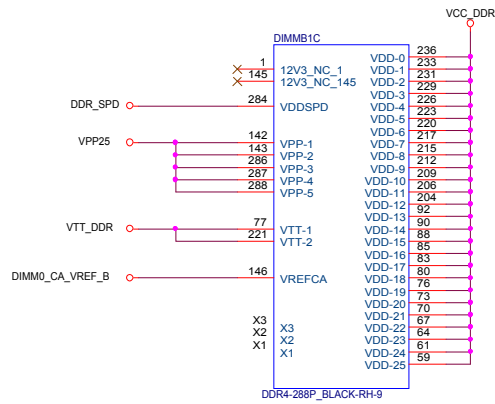 VCC_DDR
DIMMB1C
1 12V3_NC_1
145 12V3_NC_145
DDR_SPD 284 VDDSPD
VPP25 142 VPP-1
143 VPP-2
286 VPP-3
287 VPP-4
288 VPP-5
VTT_DDR 77 VTT-1
221 VTT-2
DIMM0_CA_VREF_B 146 VREFCA
X3 X3
X2 X2
X1 X1
VDD-0 236
VDD-1 233
VDD-2 231
VDD-3 229
VDD-4 226
VDD-5 223
VDD-6 220
VDD-7 217
VDD-8 215
VDD-9 212
VDD-10 209
VDD-11 206
VDD-12 204
VDD-13 92
VDD-14 90
VDD-15 88
VDD-16 85
VDD-17 83
VDD-18 80
VDD-19 76
VDD-20 73
VDD-21 70
VDD-22 67
VDD-23 64
VDD-24 61
VDD-25 59
DDR4-288P_BLACK-RH-9